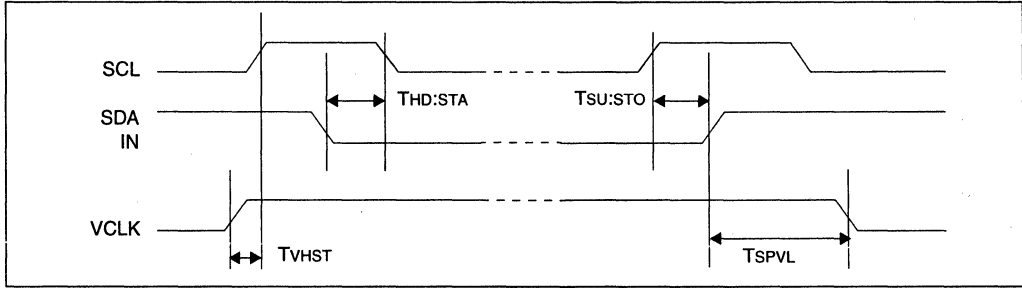 SCL
THD:STA
TSU:STO
SDA
IN
VCLK
TVHST
TSPVL